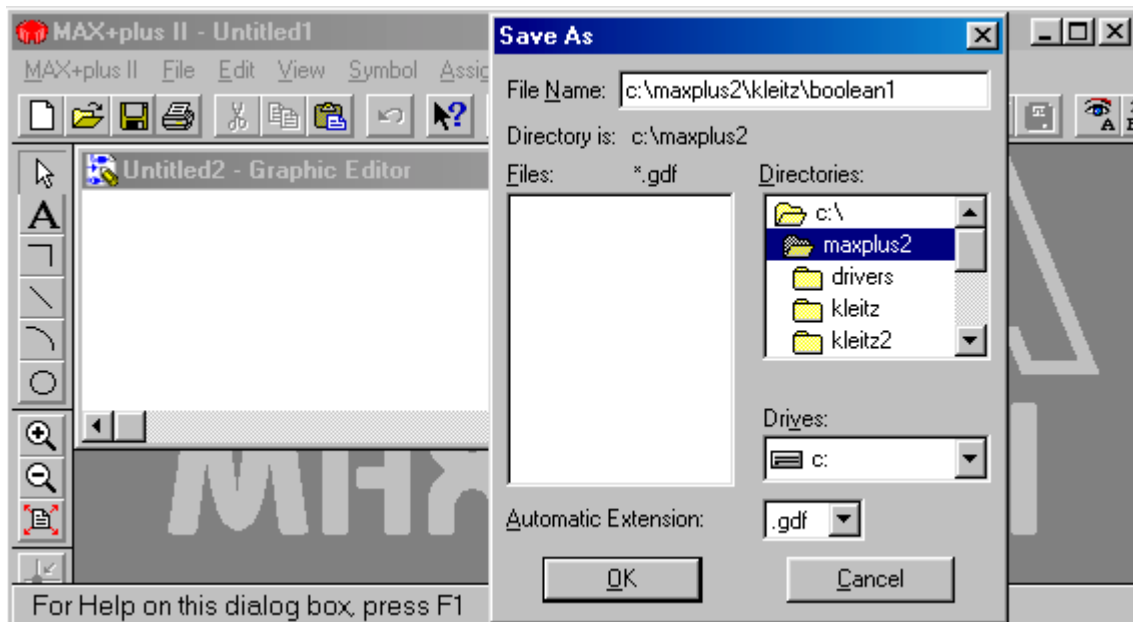 MAX+plus II - Untitled1
MAX+plus II File Edit View Symbol Assig
Untitled2 - Graphic Editor
Save As
File Name: c:\maxplus2\kleitz\boolean1
Directory is: c:\maxplus2
Files: *.gdf
Directories:
c:\
maxplus2
drivers
kleitz
kleitz2
Drives:
c:
Automatic Extension: .gdf
OK Cancel
A
A
For Help on this dialog box, press F1